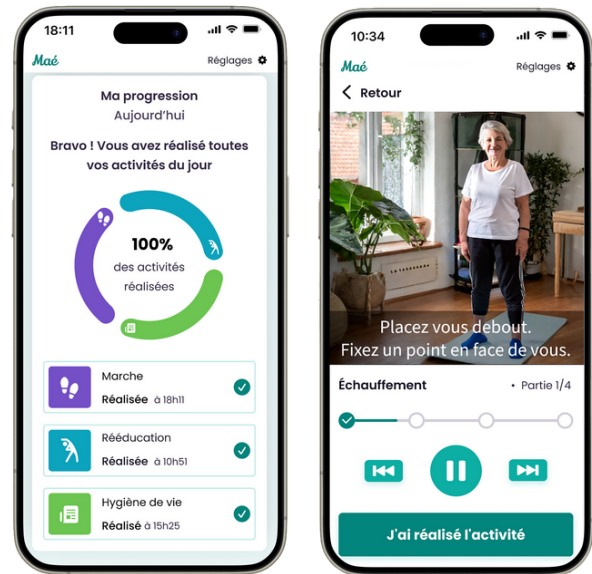 18:11
Maé
Réglages
Ma progression
Aujourd'hui
Bravo ! Vous avez réalisé toutes
vos activités du jour
100%
des activités
réalisées
Marche
Réalisée à 18h11
Rééducation
Réalisée à 10h51
Hygiène de vie
Réalisé à 15h25
10:34
Maé
Réglages
Retour
Placez vous debout.
Fixez un point en face de vous.
Échauffement • Partie 1/4
J'ai réalisé l'activité